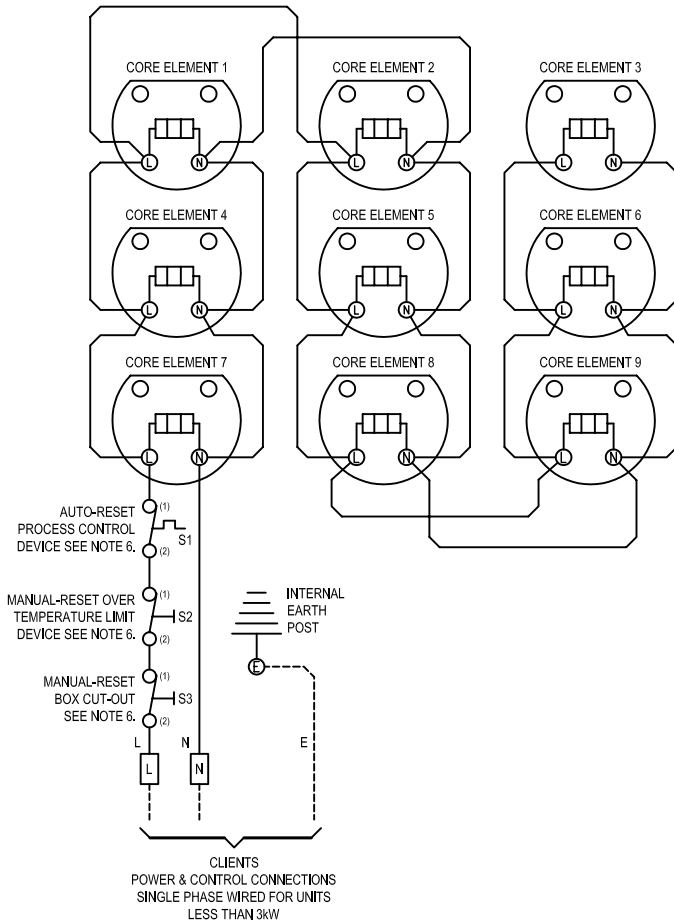 CORE ELEMENT 1
CORE ELEMENT 2
CORE ELEMENT 3
L
N
L
N
L
N
CORE ELEMENT 4
CORE ELEMENT 5
CORE ELEMENT 6
L
N
L
N
L
N
CORE ELEMENT 7
CORE ELEMENT 8
CORE ELEMENT 9
L
N
L
N
L
N
AUTO-RESET
PROCESS CONTROL
DEVICE SEE NOTE 6.
(1)
S1
(2)
MANUAL-RESET OVER
TEMPERATURE LIMIT
DEVICE SEE NOTE 6.
(1)
S2
(2)
MANUAL-RESET
BOX CUT-OUT
SEE NOTE 6.
(1)
S3
(2)
INTERNAL
EARTH
POST
E
L
N
E
L
N
CLIENTS
POWER & CONTROL CONNECTIONS
SINGLE PHASE WIRED FOR UNITS
LESS THAN 3kW